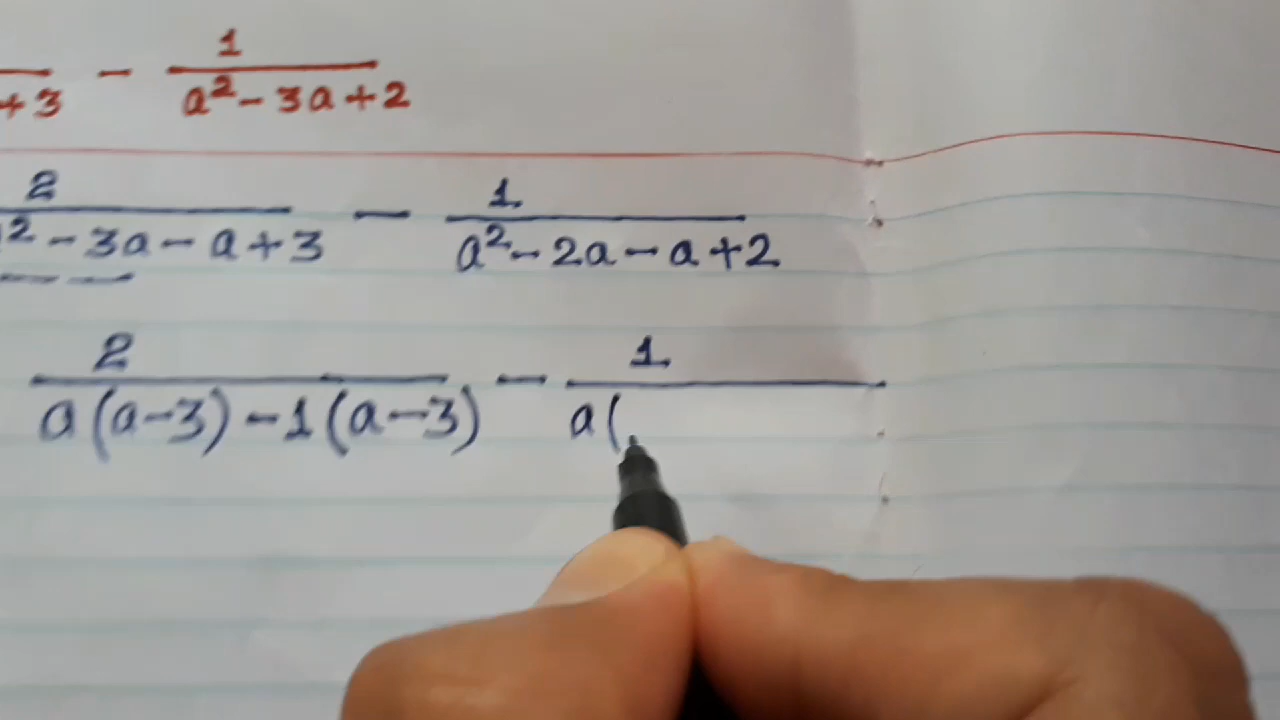 +3 - 1
a² - 3a + 2
2 - 1
² - 3a - a + 3 a² - 2a - a + 2
2 - 1
a (a - 3) - 1 (a - 3) a (